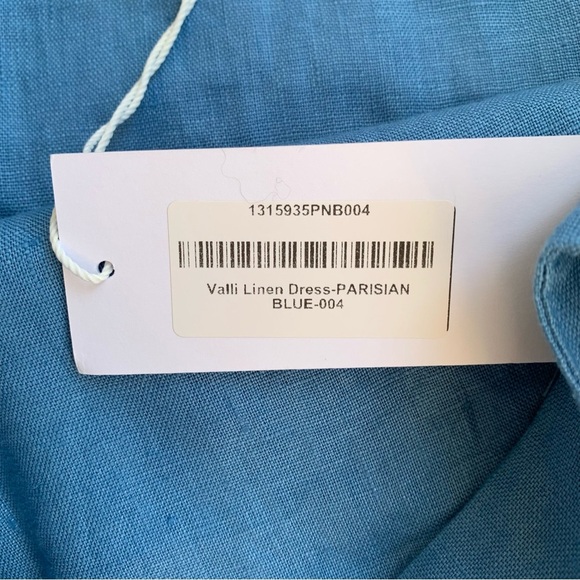 1315935PNB004
Valli Linen Dress-PARISIAN
BLUE-004